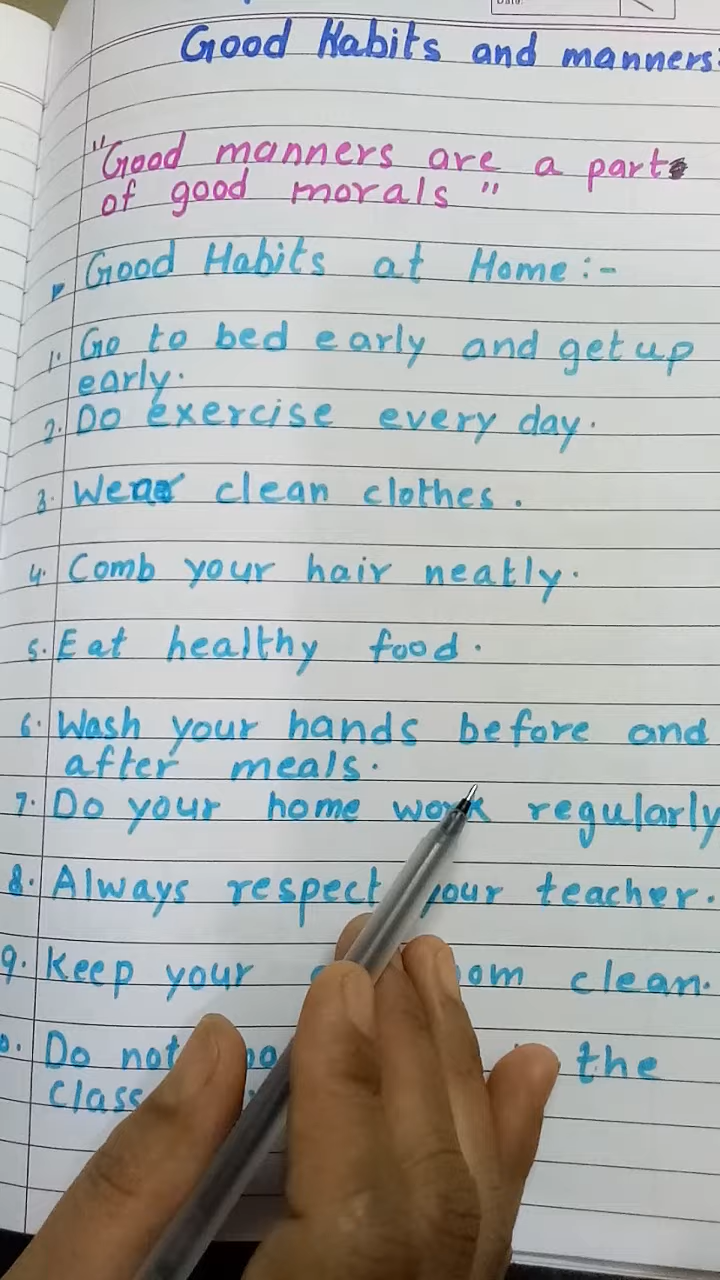 Good Habits and manners:
"Good manners are a part
of good morals"
Good Habits at Home:-
1. Go to bed early and get up
early.
2. Do exercise every day.
3. Wear clean clothes.
4. Comb your hair neatly.
5. Eat healthy food.
6. Wash your hands before and
after meals.
7. Do your home work regularly
8. Always respect your teacher.
9. Keep your clean.
Do not the
class